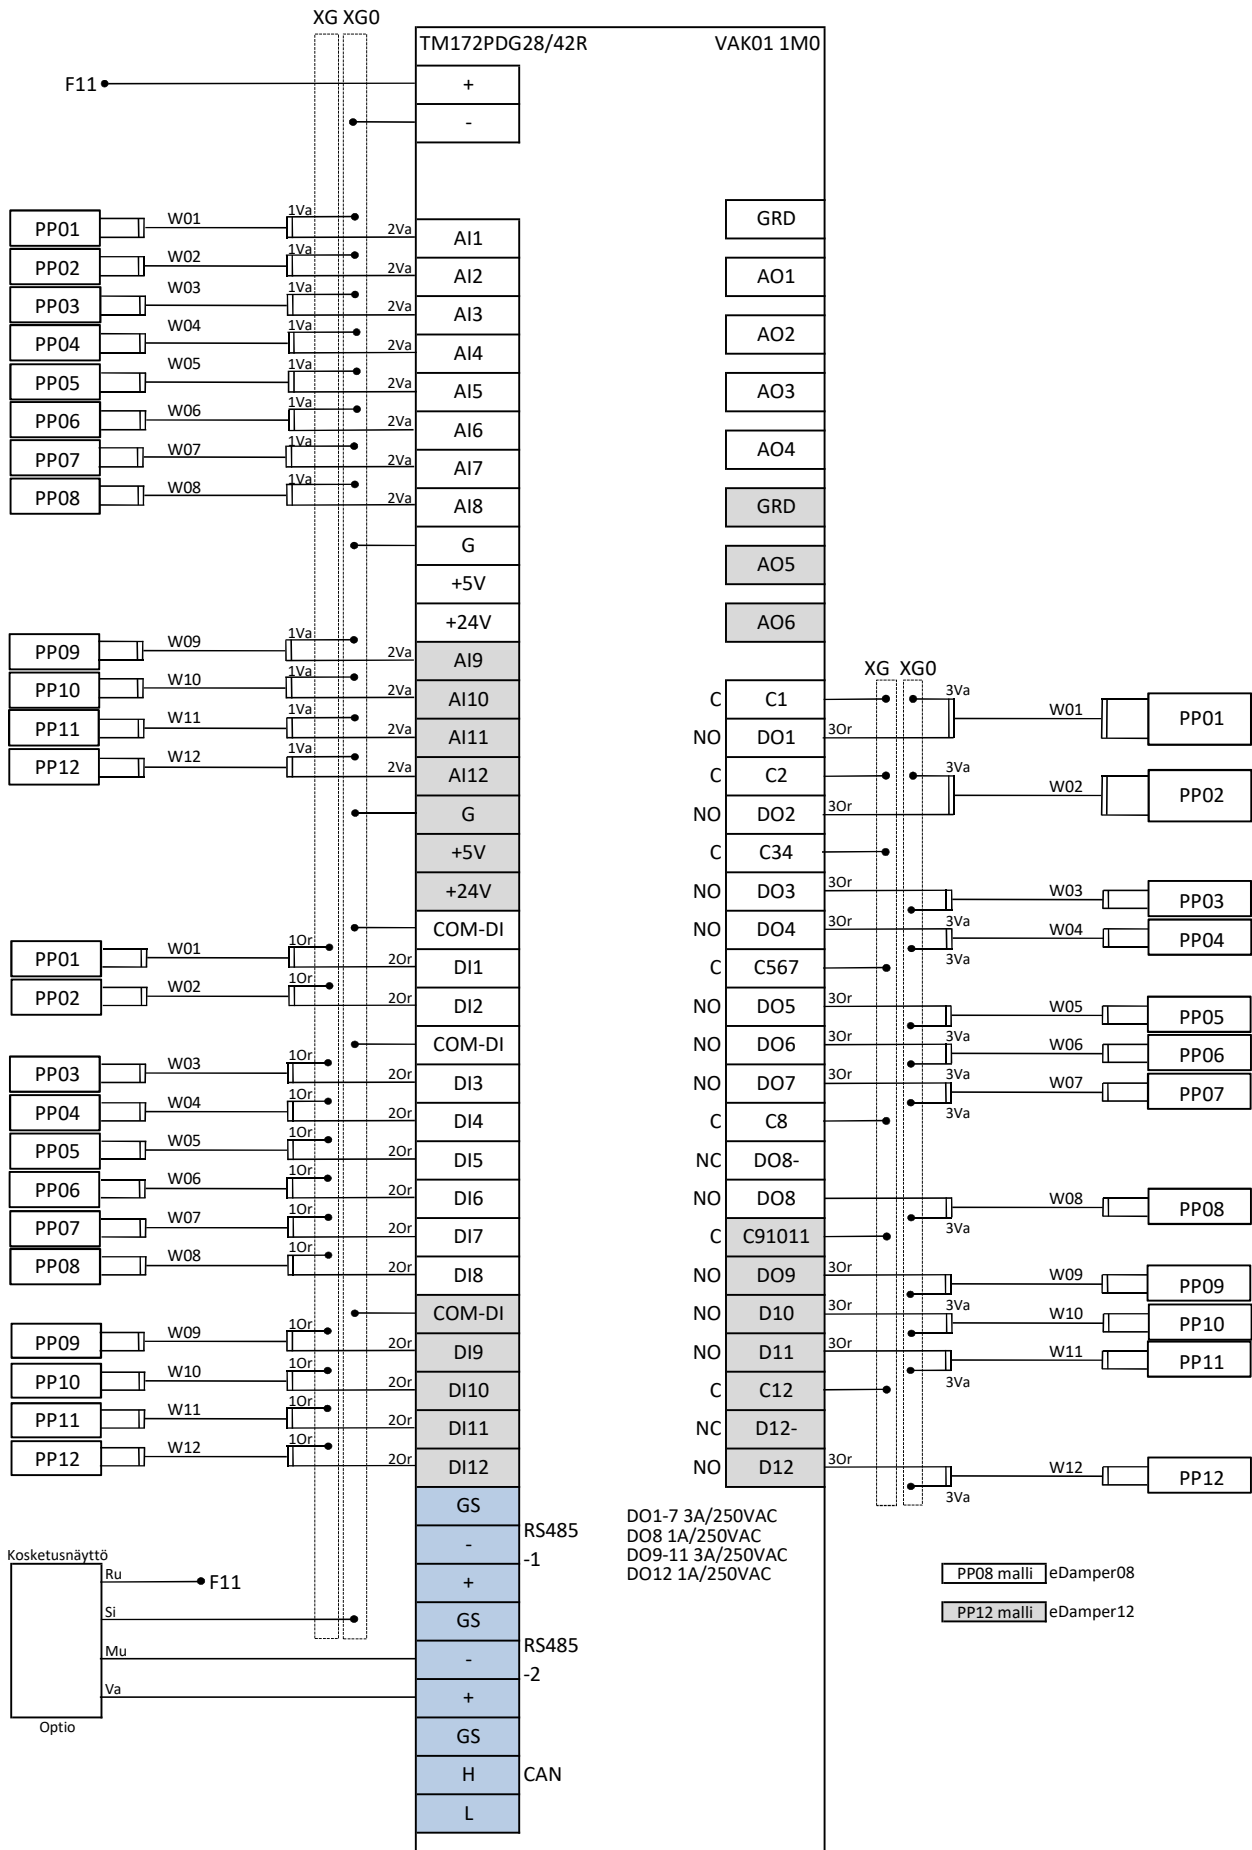 XG XG0
TM172PDG28/42R VAK01 1M0
F11
+
-
PP01 W01 1Va 2Va AI1
PP02 W02 1Va 2Va AI2
PP03 W03 1Va 2Va AI3
PP04 W04 1Va 2Va AI4
PP05 W05 1Va 2Va AI5
PP06 W06 1Va 2Va AI6
PP07 W07 1Va 2Va AI7
PP08 W08 1Va 2Va AI8
G
+5V
+24V
PP09 W09 1Va 2Va AI9
PP10 W10 1Va 2Va AI10
PP11 W11 1Va 2Va AI11
PP12 W12 1Va 2Va AI12
G
+5V
+24V
COM-DI
PP01 W01 1Or 2Or DI1
PP02 W02 1Or 2Or DI2
COM-DI
PP03 W03 1Or 2Or DI3
PP04 W04 1Or 2Or DI4
PP05 W05 1Or 2Or DI5
PP06 W06 1Or 2Or DI6
PP07 W07 1Or 2Or DI7
PP08 W08 1Or 2Or DI8
COM-DI
PP09 W09 1Or 2Or DI9
PP10 W10 1Or 2Or DI10
PP11 W11 1Or 2Or DI11
PP12 W12 1Or 2Or DI12
GS
- RS485
-1
+
GS
- RS485
-2
+
GS
H CAN
L
Kosketusnäyttö
Ru F11
Si
Mu
Va
Optio
GRD
AO1
AO2
AO3
AO4
GRD
AO5
AO6
XG XG0
C C1 3Va W01 PP01
NO DO1 3Or
C C2 3Va W02 PP02
NO DO2 3Or
C C34
NO DO3 3Or 3Va W03 PP03
NO DO4 3Or 3Va W04 PP04
C C567
NO DO5 3Or 3Va W05 PP05
NO DO6 3Or 3Va W06 PP06
NO DO7 3Or 3Va W07 PP07
C C8
NC DO8-
NO DO8 3Va W08 PP08
C C91011
NO DO9 3Or 3Va W09 PP09
NO D10 3Or 3Va W10 PP10
NO D11 3Or 3Va W11 PP11
C C12
NC D12-
NO D12 3Or 3Va W12 PP12
DO1-7 3A/250VAC
DO8 1A/250VAC
DO9-11 3A/250VAC
DO12 1A/250VAC
PP08 malli eDamper08
PP12 malli eDamper12